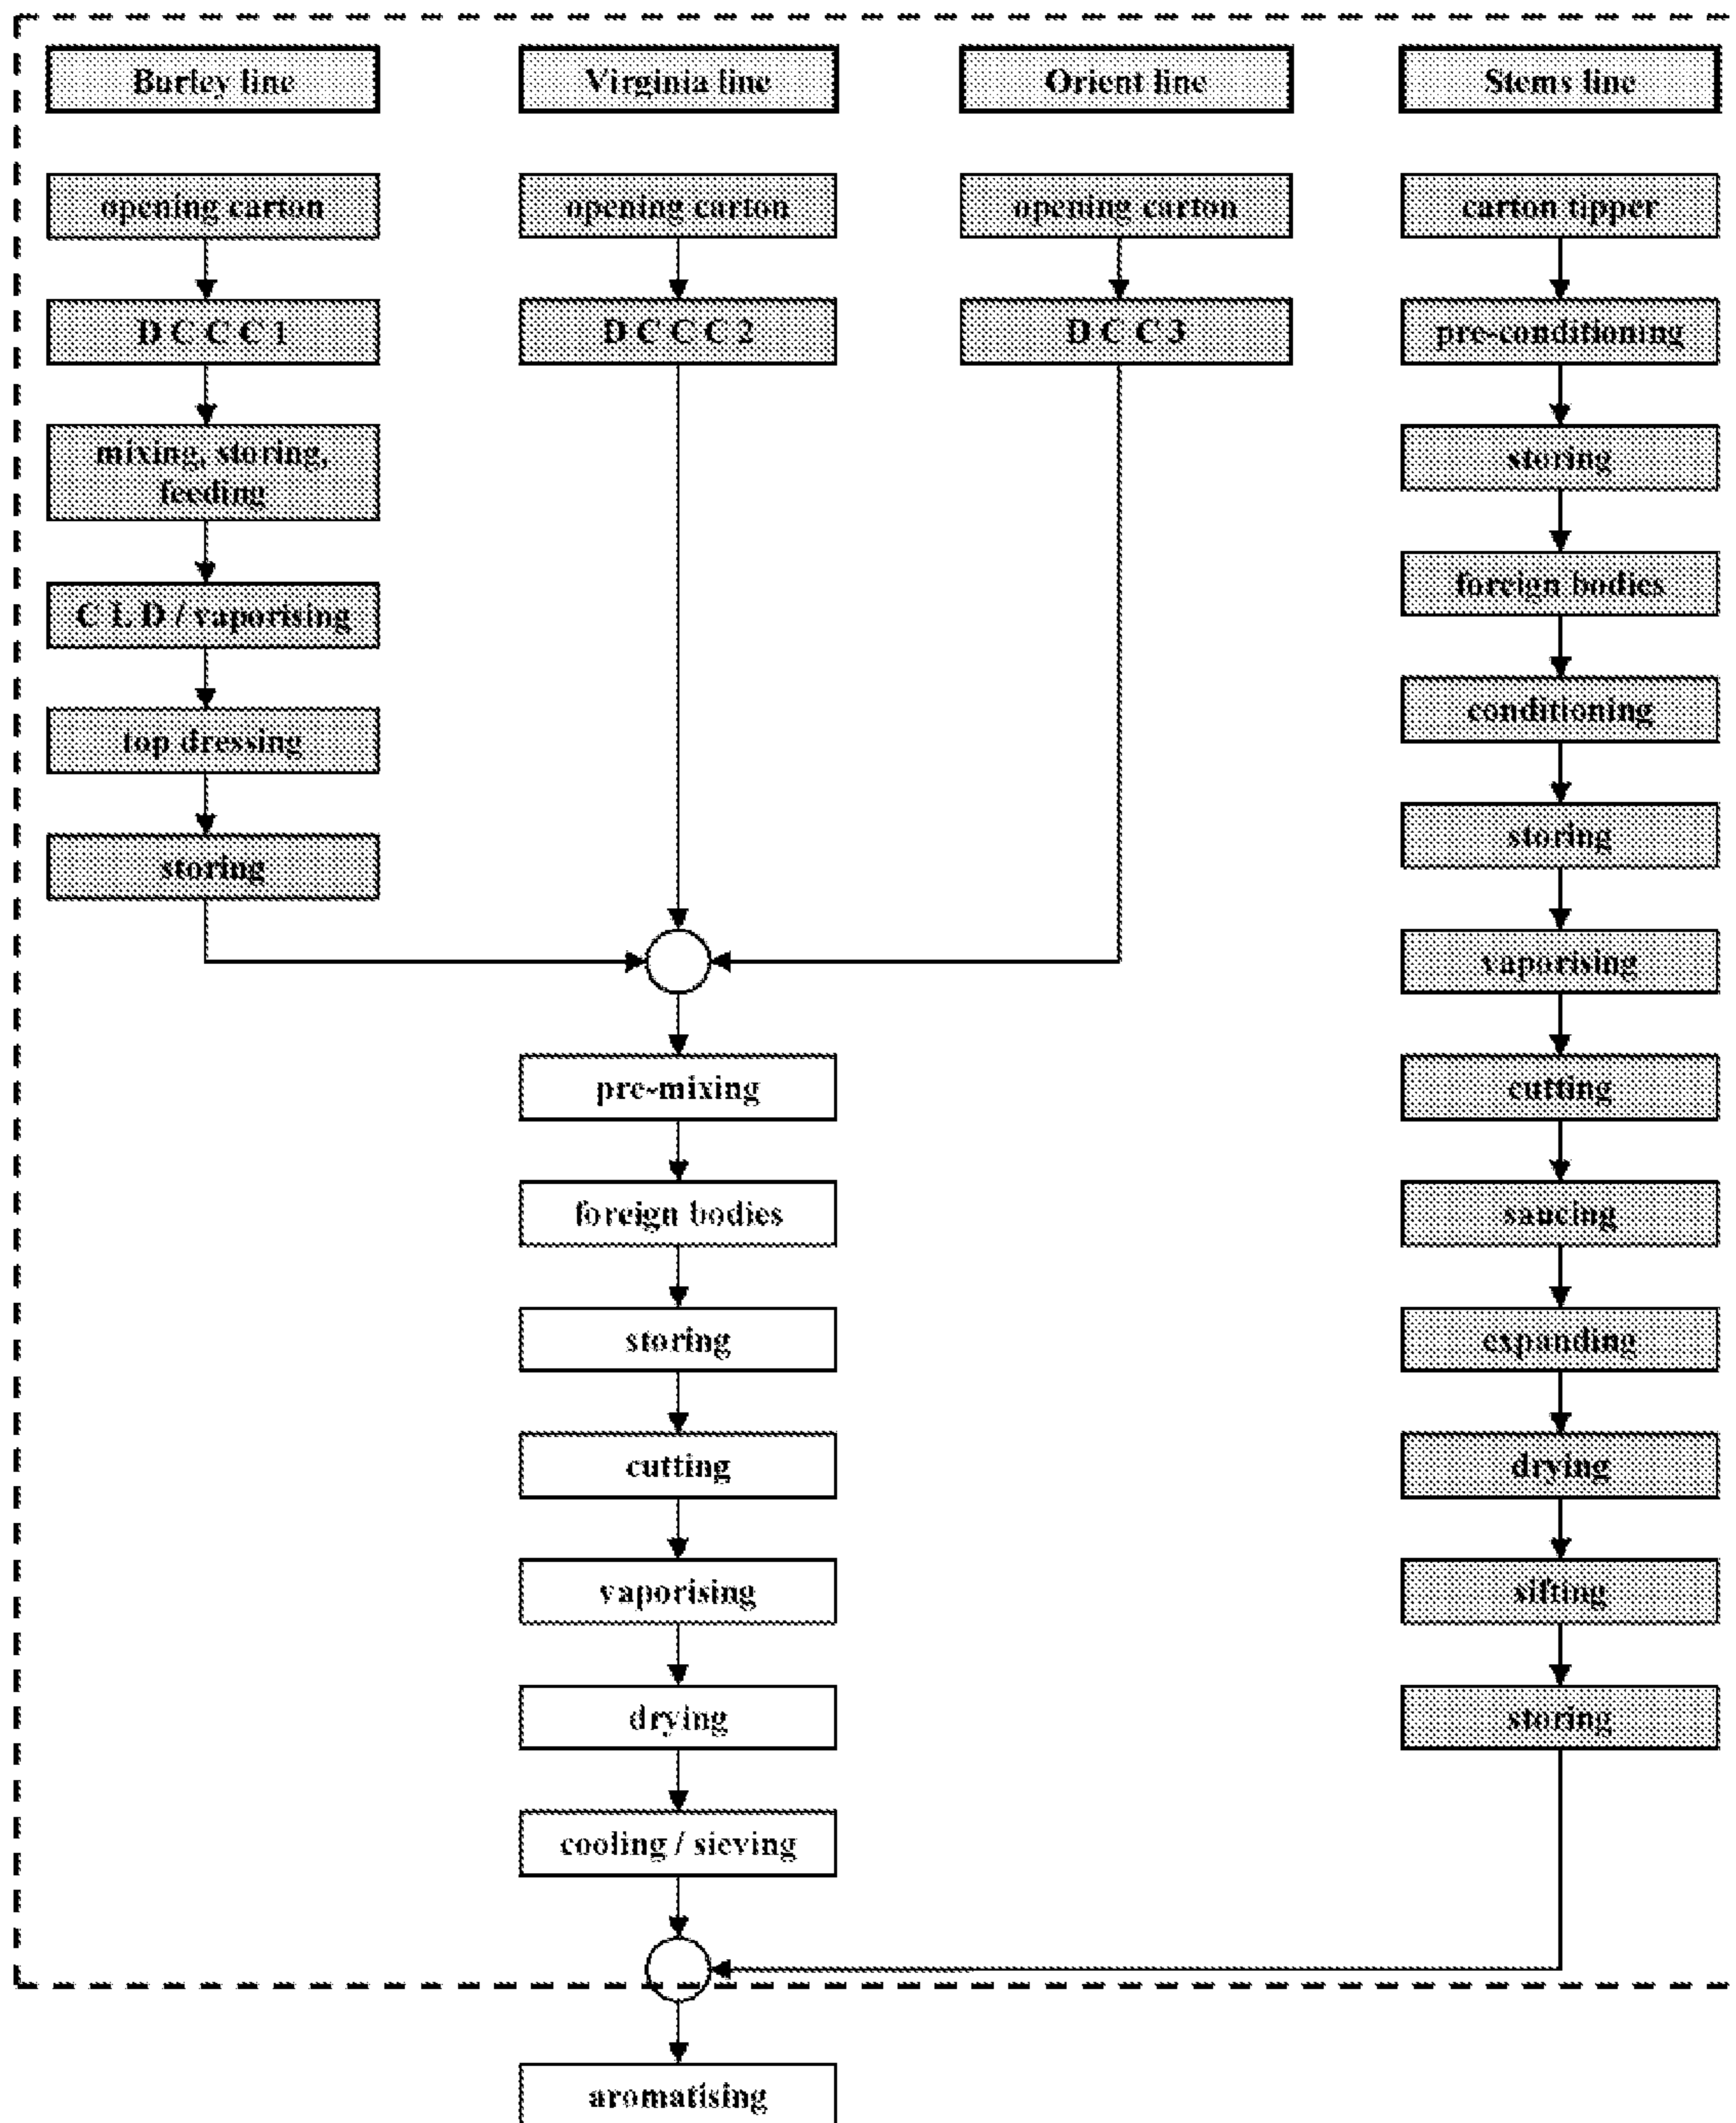 Burley line
Virginia line
Orient line
Stems line
opening carton
opening carton
opening carton
carton tipper
D C C C 1
D C C C 2
D C C 3
pre-conditioning
mixing, storing,
feeding
storing
C L D / vaporising
foreign bodies
top dressing
conditioning
storing
storing
vaporising
pre-mixing
cutting
foreign bodies
saucing
storing
expanding
cutting
drying
vaporising
sifting
drying
storing
cooling / sieving
aromatising